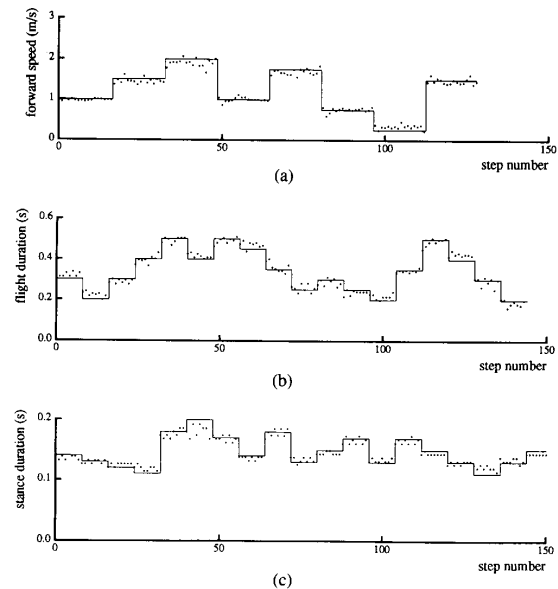 3
2
1
0
forward speed (m/s)
0
50
100
150
step number
(a)
0.6
0.4
0.2
0.0
flight duration (s)
0
50
100
150
step number
(b)
0.2
0.1
0.0
stance duration (s)
0
50
100
150
step number
(c)